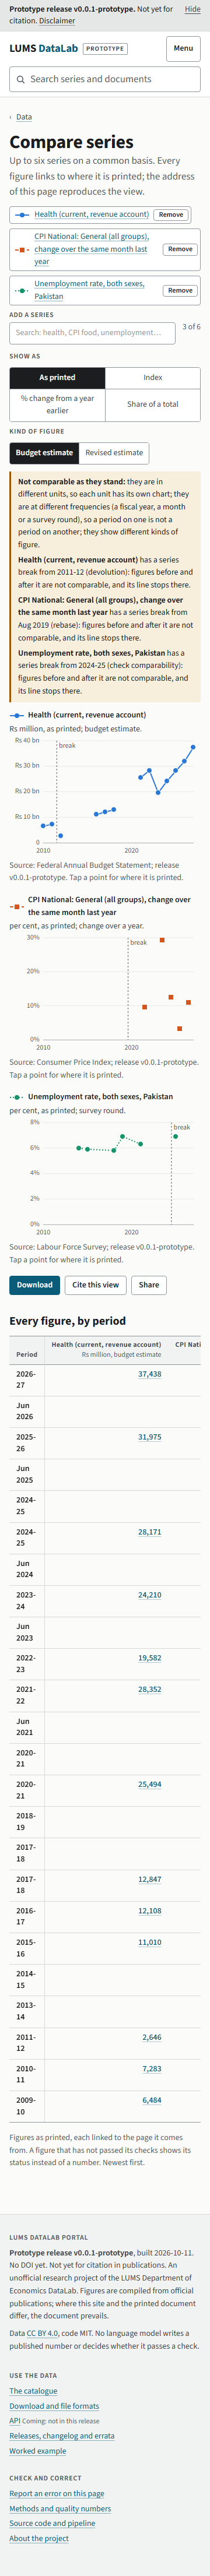 Prototype release v0.0.1-prototype. Not yet for citation. Disclaimer
Hide
LUMS DataLab PROTOTYPE
Menu
Search series and documents
‹ Data
Compare series
Up to six series on a common basis. Every
figure links to where it is printed; the address
of this page reproduces the view.
Health (current, revenue account) Remove
CPI National: General (all groups),
change over the same month last
year
Remove
Unemployment rate, both sexes,
Pakistan
Remove
ADD A SERIES
Search: health, CPI food, unemployment…
3 of 6
SHOW AS
As printed
Index
% change from a year
earlier
Share of a total
KIND OF FIGURE
Budget estimate
Revised estimate
Not comparable as they stand: they are in
different units, so each unit has its own chart; they
are at different frequencies (a fiscal year, a month
or a survey round), so a period on one is not a
period on another; they show different kinds of
figure.
Health (current, revenue account) has a series
break from 2011-12 (devolution): figures before and
after it are not comparable, and its line stops there.
CPI National: General (all groups), change over
the same month last year has a series break from
Aug 2019 (rebase): figures before and after it are not
comparable, and its line stops there.
Unemployment rate, both sexes, Pakistan has a
series break from 2024-25 (check comparability):
figures before and after it are not comparable, and
its line stops there.
Health (current, revenue account)
Rs million, as printed; budget estimate.
Rs 40 bn
break
Rs 30 bn
Rs 20 bn
Rs 10 bn
0
2010
2020
Source: Federal Annual Budget Statement; release
v0.0.1-prototype. Tap a point for where it is printed.
CPI National: General (all groups), change over
the same month last year
per cent, as printed; change over a year.
30%
break
20%
10%
0%
2010
2020
Source: Consumer Price Index; release v0.0.1-prototype.
Tap a point for where it is printed.
Unemployment rate, both sexes, Pakistan
per cent, as printed; survey round.
8%
break
6%
4%
2%
0%
2010
2020
Source: Labour Force Survey; release v0.0.1-prototype.
Tap a point for where it is printed.
Download
Cite this view
Share
Every figure, by period
Period
Health (current, revenue account)
Rs million, budget estimate
CPI Nati
2026-27
37,438
Jun 2026
2025-26
31,975
Jun 2025
2024-25
2024-25
28,171
Jun 2024
2023-24
24,210
Jun 2023
2022-23
19,582
2021-22
28,352
Jun 2021
2020-21
2020-21
25,494
2018-19
2017-18
2017-18
12,847
2016-17
12,108
2015-16
11,010
2014-15
2013-14
2011-12
2,646
2010-11
7,283
2009-10
6,484
Figures as printed, each linked to the page it comes
from. A figure that has not passed its checks shows its
status instead of a number. Newest first.
LUMS DATALAB PORTAL
Prototype release v0.0.1-prototype, built 2026-10-11.
No DOI yet. Not yet for citation in publications. An
unofficial research project of the LUMS Department of
Economics DataLab. Figures are compiled from official
publications; where this site and the printed document
differ, the document prevails.
Data CC BY 4.0, code MIT. No language model writes a
published number or decides whether it passes a check.
USE THE DATA
The catalogue
Download and file formats
API Coming: not in this release
Releases, changelog and errata
Worked example
CHECK AND CORRECT
Report an error on this page
Methods and quality numbers
Source code and pipeline
About the project